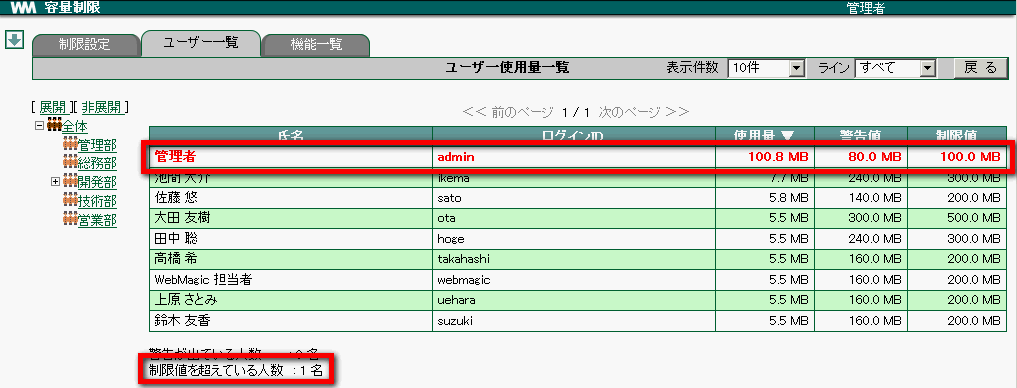 WM 容量制限 管理者
制限設定 ユーザー一覧 機能一覧
ユーザー使用量一覧 表示件数 10件 ライン すべて 戻 る
[ 展開 ][ 非展開 ]
全体
管理部
総務部
開発部
技術部
営業部
<< 前のページ 1 / 1 次のページ >>
氏名 ログインID 使用量 ▼ 警告値 制限値
管理者 admin 100.8 MB 80.0 MB 100.0 MB
池間 大介 ikema 7.7 MB 240.0 MB 300.0 MB
佐藤 悠 sato 5.8 MB 140.0 MB 200.0 MB
大田 友樹 ota 5.5 MB 300.0 MB 500.0 MB
田中 聡 hoge 5.5 MB 240.0 MB 300.0 MB
高橋 希 takahashi 5.5 MB 160.0 MB 200.0 MB
WebMagic 担当者 webmagic 5.5 MB 160.0 MB 200.0 MB
上原 さとみ uehara 5.5 MB 160.0 MB 200.0 MB
鈴木 友香 suzuki 5.5 MB 160.0 MB 200.0 MB
警告が出ている人数 : 名
制限値を超えている人数 : 1 名